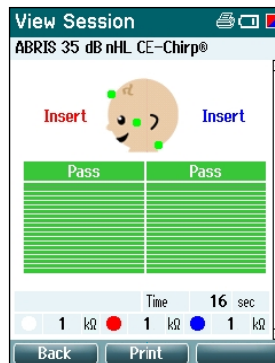 View Session
ABRIS 35 dB nHL CE-Chirp®
Insert Insert
Pass Pass
Time 16 sec
1 kΩ 1 kΩ 1 kΩ
Back Print